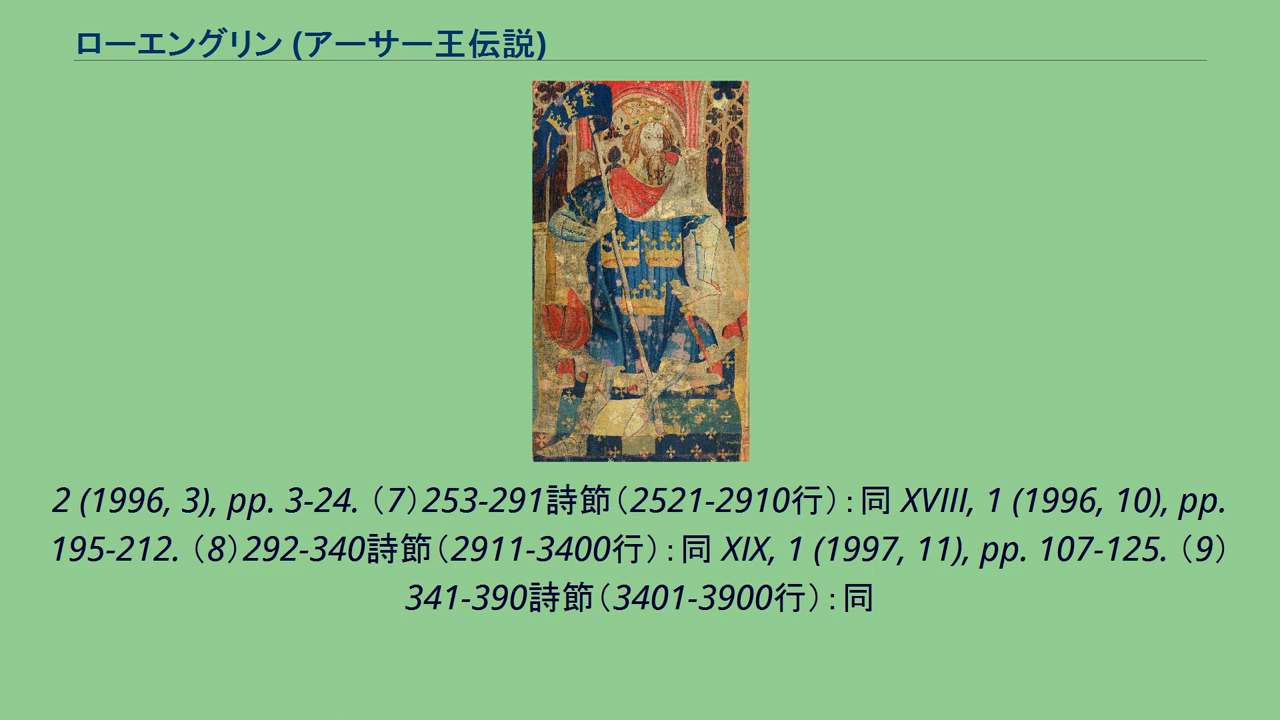 ローエングリン (アーサー王伝説)
2 (1996, 3), pp. 3-24.（7）253-291詩節（2521-2910行）：同 XVIII, 1 (1996, 10), pp.
195-212.（8）292-340詩節（2911-3400行）：同 XIX, 1 (1997, 11), pp. 107-125.（9）
341-390詩節（3401-3900行）：同